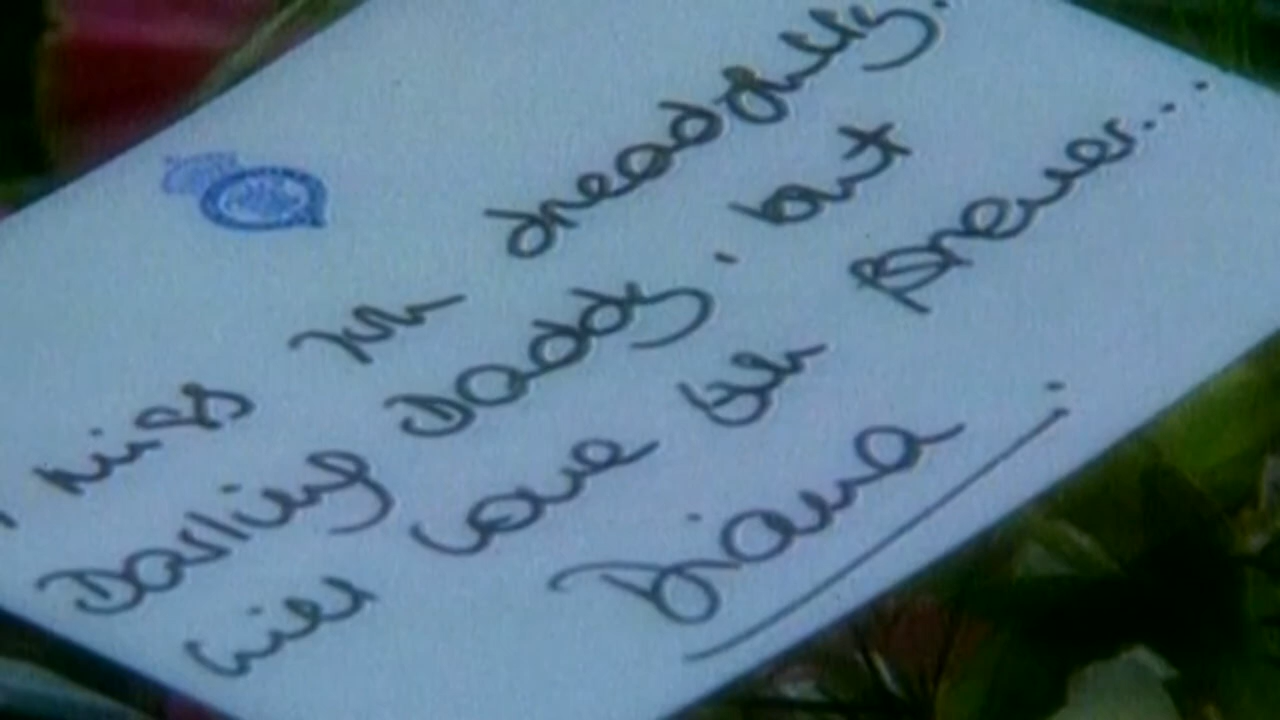 I miss you dreadfully,
Darling Daddy, but
will love you forever...
Diana.